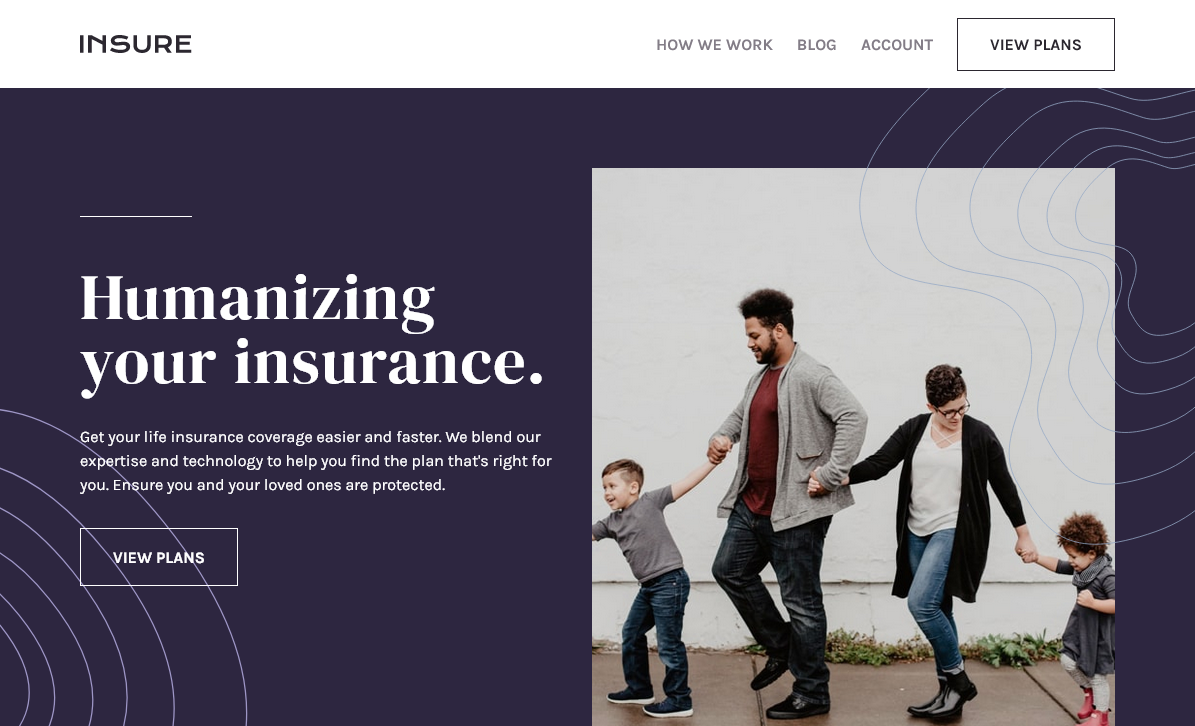 INSURE
HOW WE WORK BLOG ACCOUNT VIEW PLANS
Humanizing
your insurance.
Get your life insurance coverage easier and faster. We blend our
expertise and technology to help you find the plan that's right for
you. Ensure you and your loved ones are protected.
VIEW PLANS